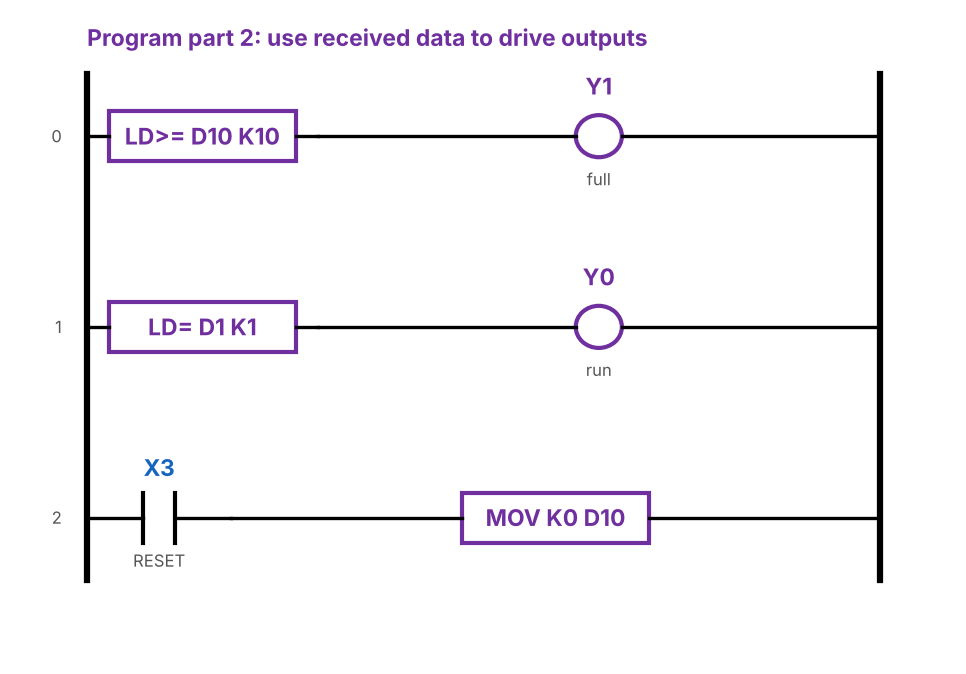 Program part 2: use received data to drive outputs
Y1
0
LD>= D10 K10
full
Y0
1
LD= D1 K1
run
X3
2
MOV K0 D10
RESET